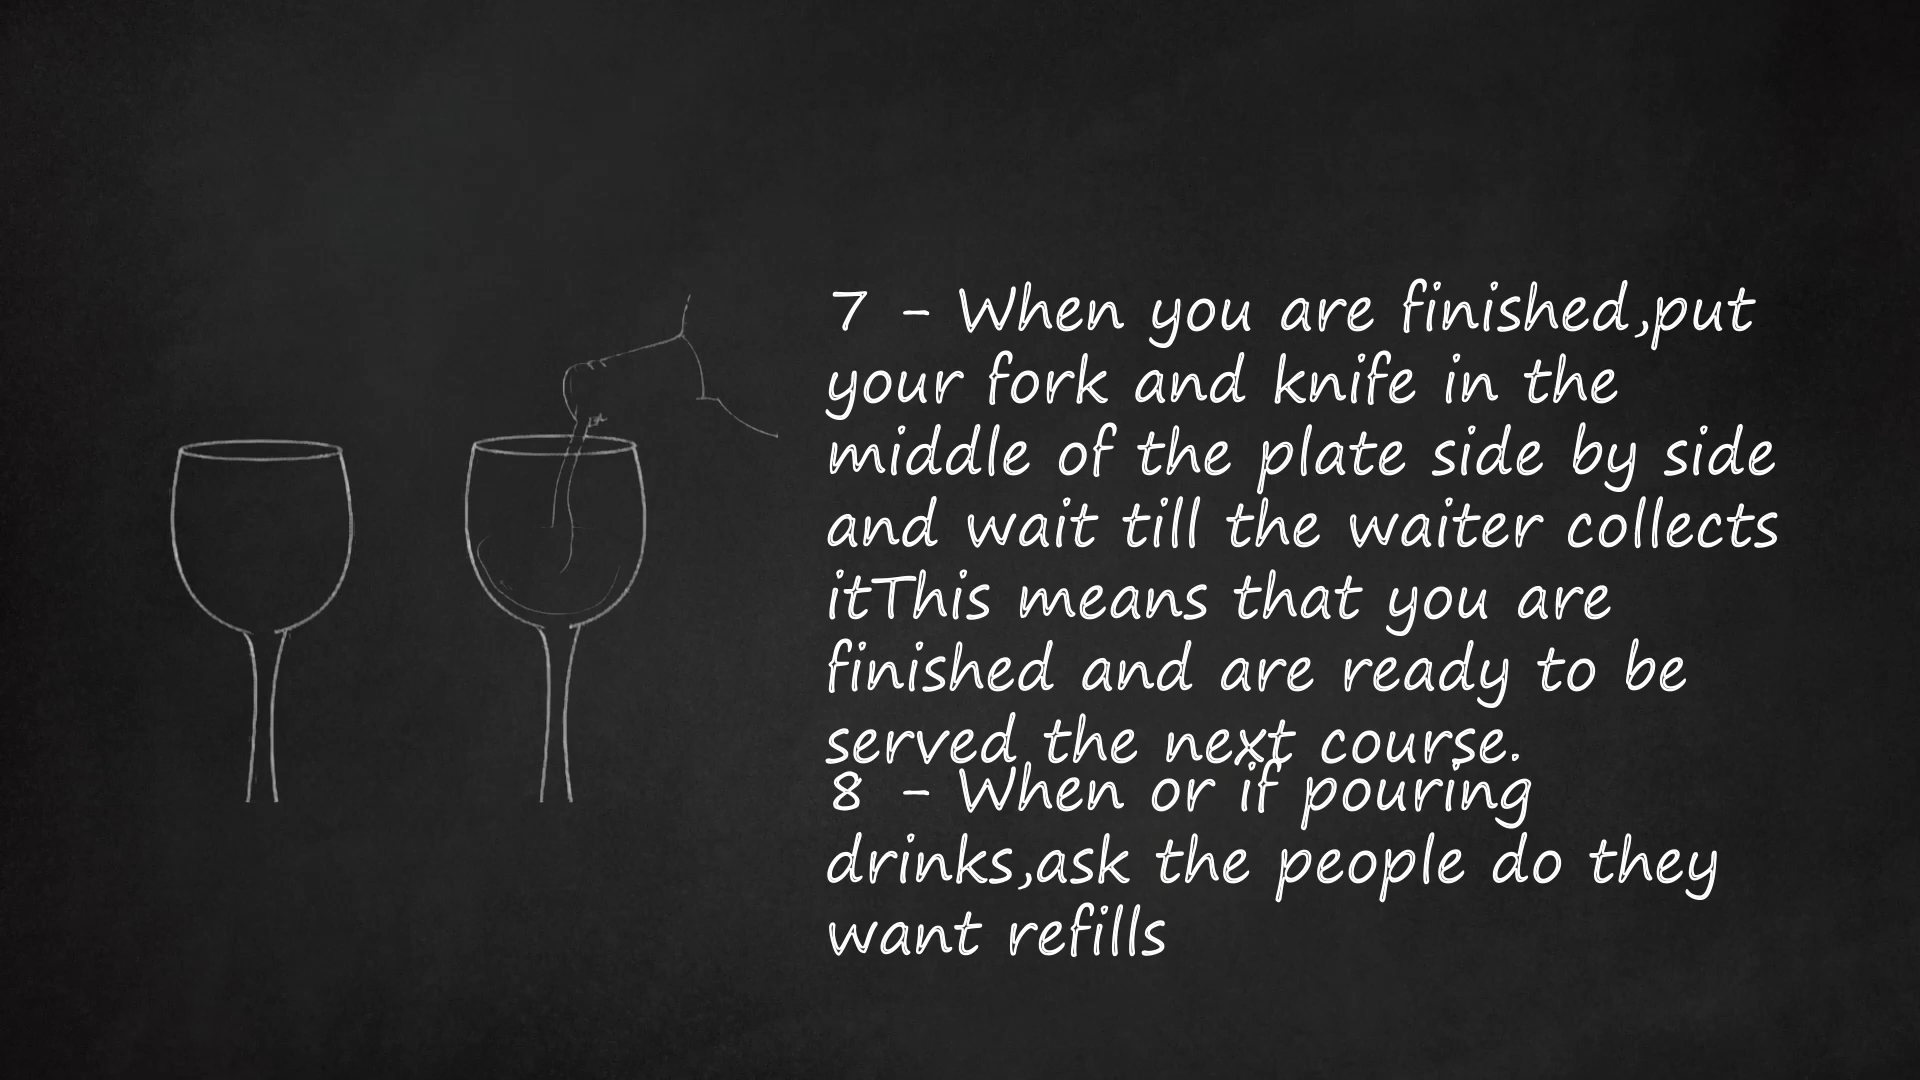 7 - When you are finished,put
your fork and knife in the
middle of the plate side by side
and wait till the waiter collects
itThis means that you are
finished and are ready to be
served the next course.
8 - When or if pouring
drinks,ask the people do they
want refills